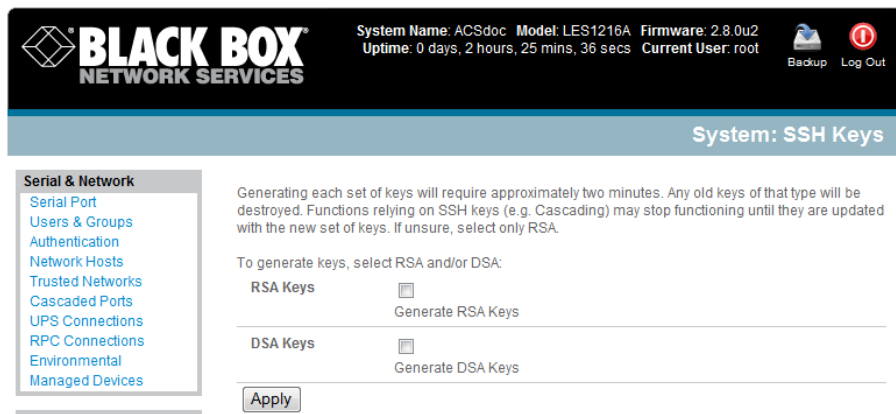 BLACK BOX
NETWORK SERVICES
System Name: ACSdoc Model: LES1216A Firmware: 2.8.0u2
Uptime: 0 days, 2 hours, 25 mins, 36 secs Current User: root
Backup
Log Out
System: SSH Keys
Serial & Network
Serial Port
Users & Groups
Authentication
Network Hosts
Trusted Networks
Cascaded Ports
UPS Connections
RPC Connections
Environmental
Managed Devices
Generating each set of keys will require approximately two minutes. Any old keys of that type will be
destroyed. Functions relying on SSH keys (e.g. Cascading) may stop functioning until they are updated
with the new set of keys. If unsure, select only RSA.
To generate keys, select RSA and/or DSA:
RSA Keys
Generate RSA Keys
DSA Keys
Generate DSA Keys
Apply